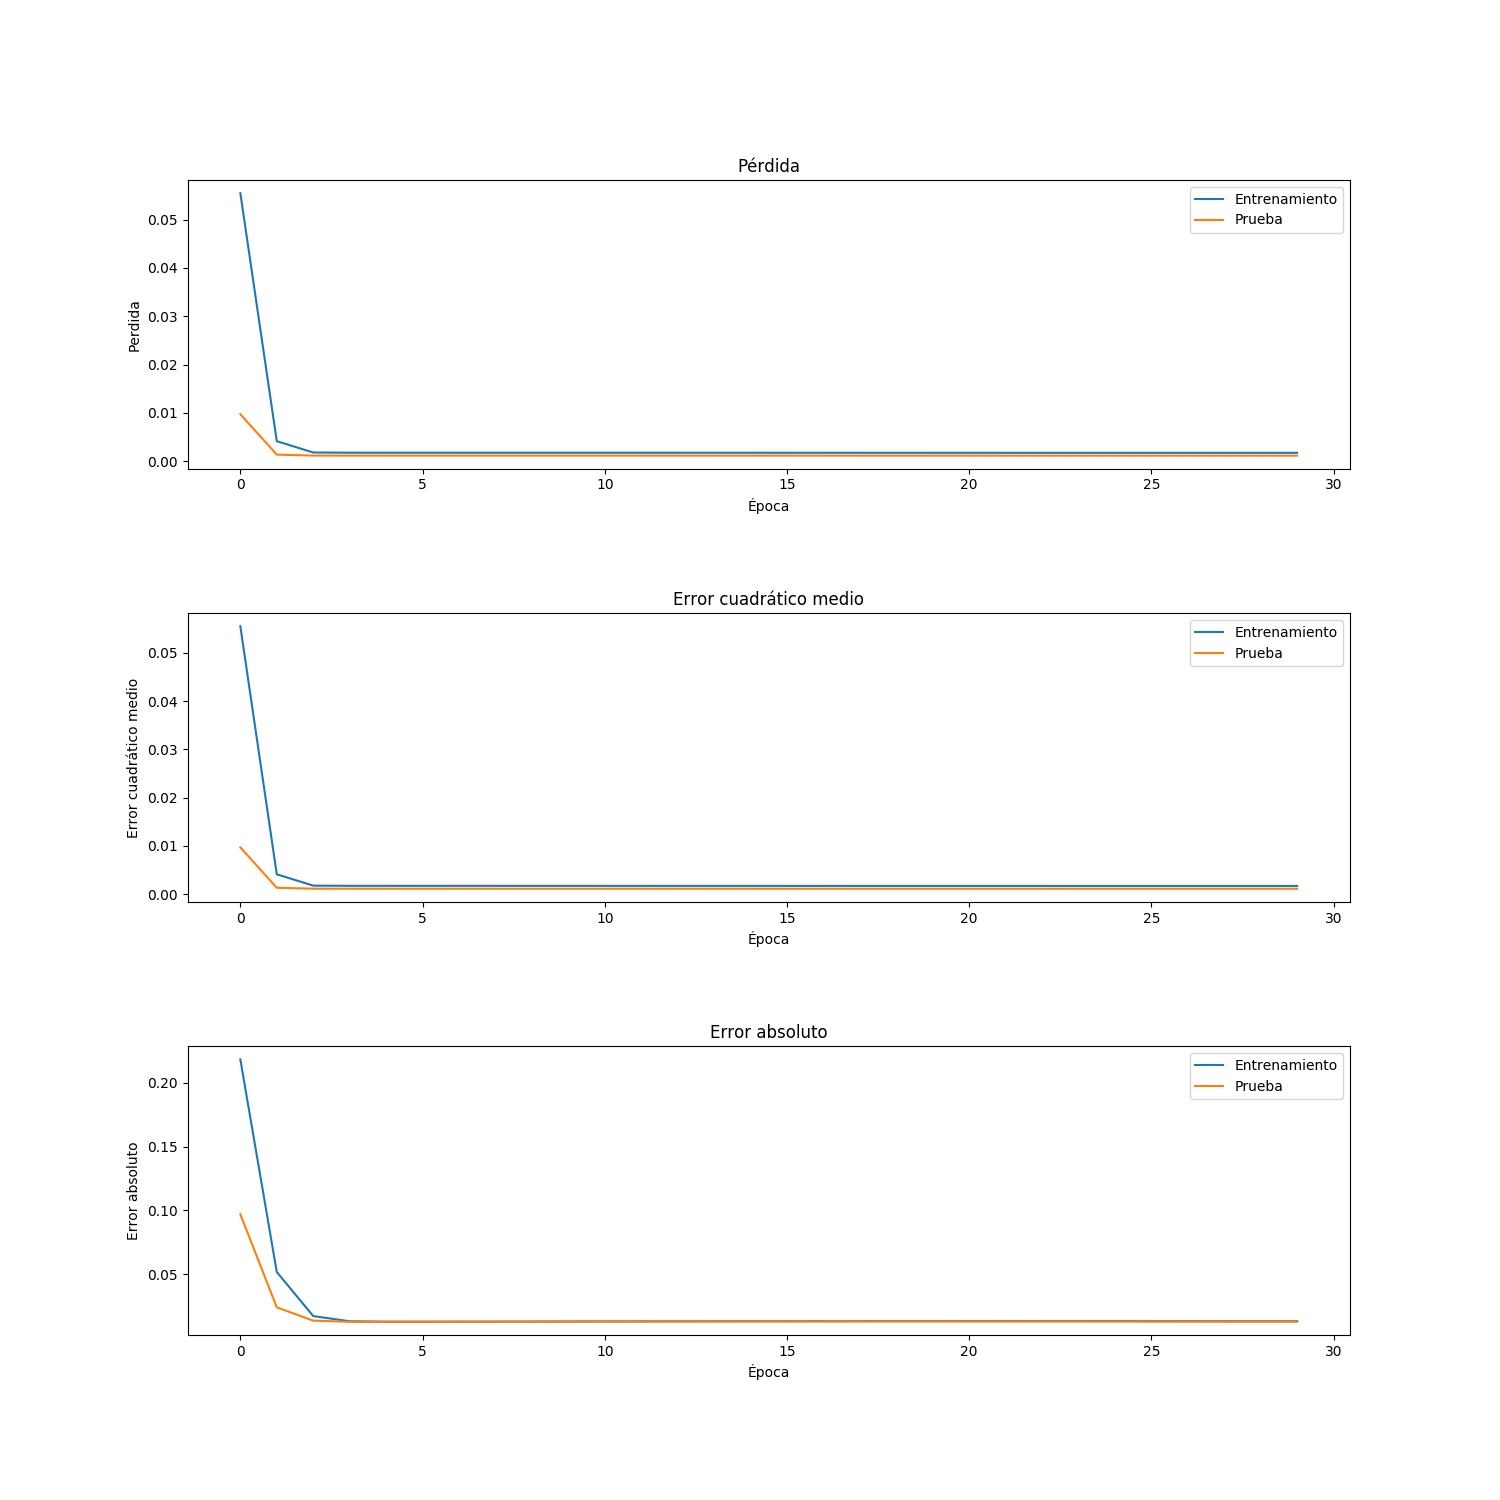 Pérdida
Entrenamiento
Prueba
0.05
0.04
0.03
0.02
0.01
0.00
Perdida
0 5 10 15 20 25 30
Época
Error cuadrático medio
Entrenamiento
Prueba
0.05
0.04
0.03
0.02
0.01
0.00
Error cuadrático medio
0 5 10 15 20 25 30
Época
Error absoluto
Entrenamiento
Prueba
0.20
0.15
0.10
0.05
Error absoluto
0 5 10 15 20 25 30
Época